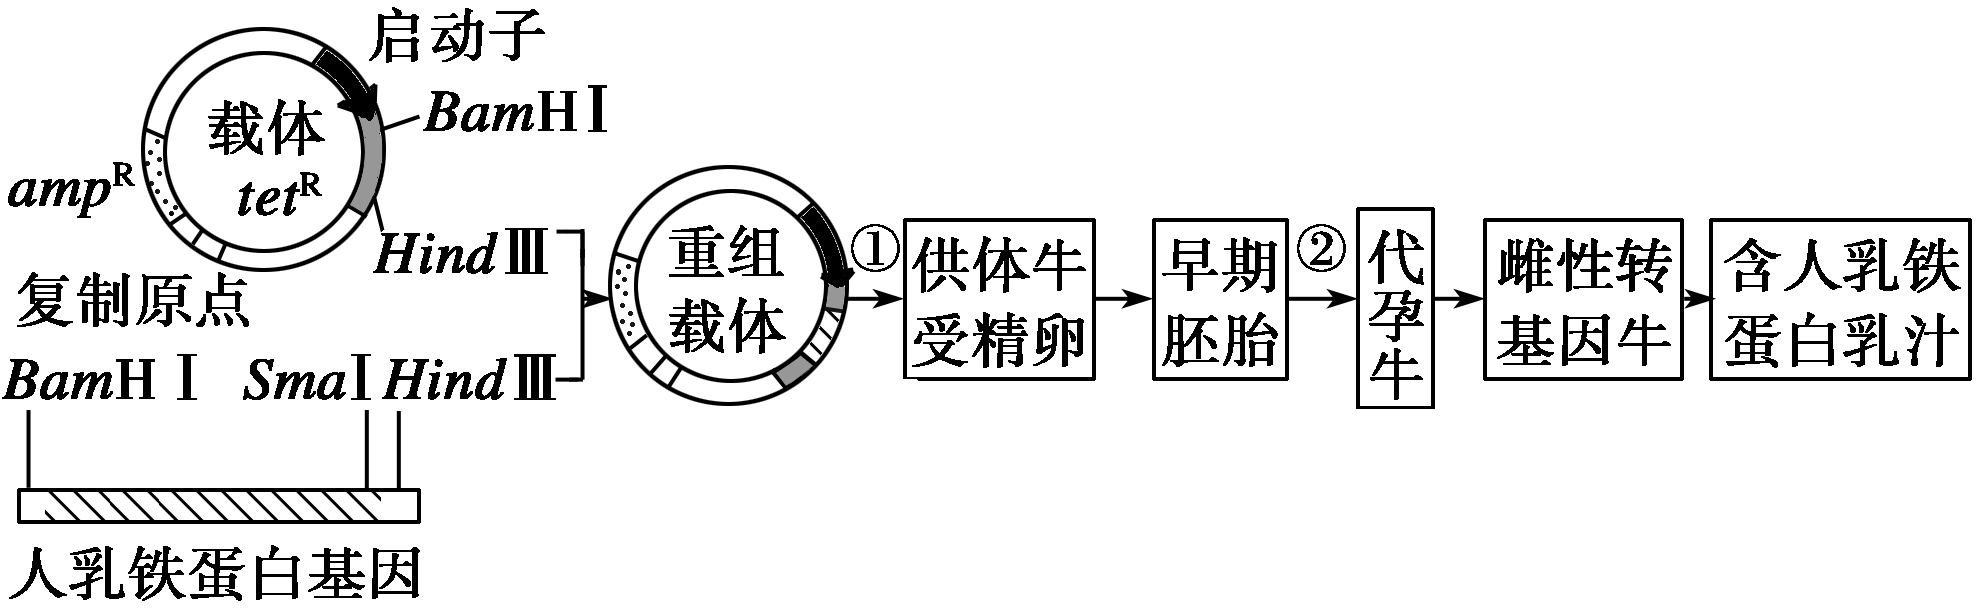 启动子
BamHⅠ
载体
tetᴿ
ampᴿ
HindⅢ
复制原点
BamHⅠ SmaⅠ HindⅢ
人乳铁蛋白基因
重组
载体
①
供体牛
受精卵
早期
胚胎
②
代
孕
牛
雌性转
基因牛
含人乳铁
蛋白乳汁